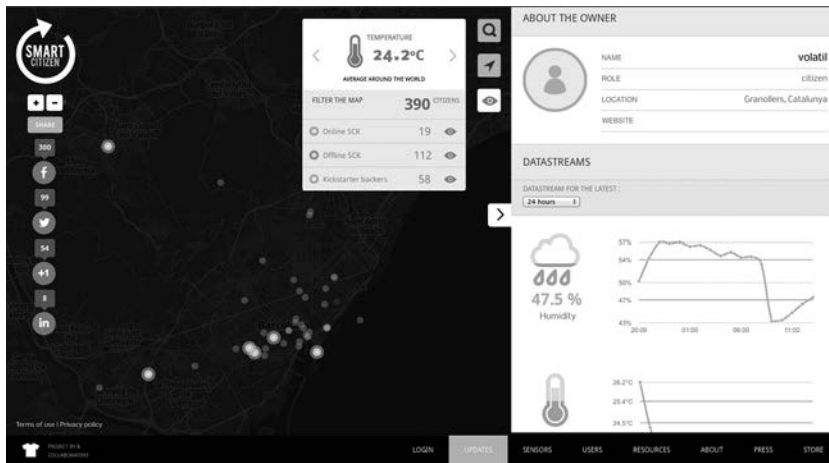 SMART
CITIZEN
+
-
SHARE
300
f
99
54
+1
8
in
Terms of use | Privacy policy
TEMPERATURE
24.2ºC
AVERAGE AROUND THE WORLD
FILTER THE MAP 390 CITIZENS
Online SCK 19
Offline SCK 112
Kickstarter backers 58
ABOUT THE OWNER
NAME volatil
ROLE citizen
LOCATION Granollers, Catalunya
WEBSITE
DATASTREAMS
DATASTREAM FOR THE LATEST :
24 hours
47.5 %
Humidity
57%
54%
50%
47%
43%
20:00 01:00 06:00 11:00
26.2°C
25.4°C
24.5°C
PROJECT BY &
COLLABORATORS
LOGIN UPDATES SENSORS USERS RESOURCES ABOUT PRESS STORE